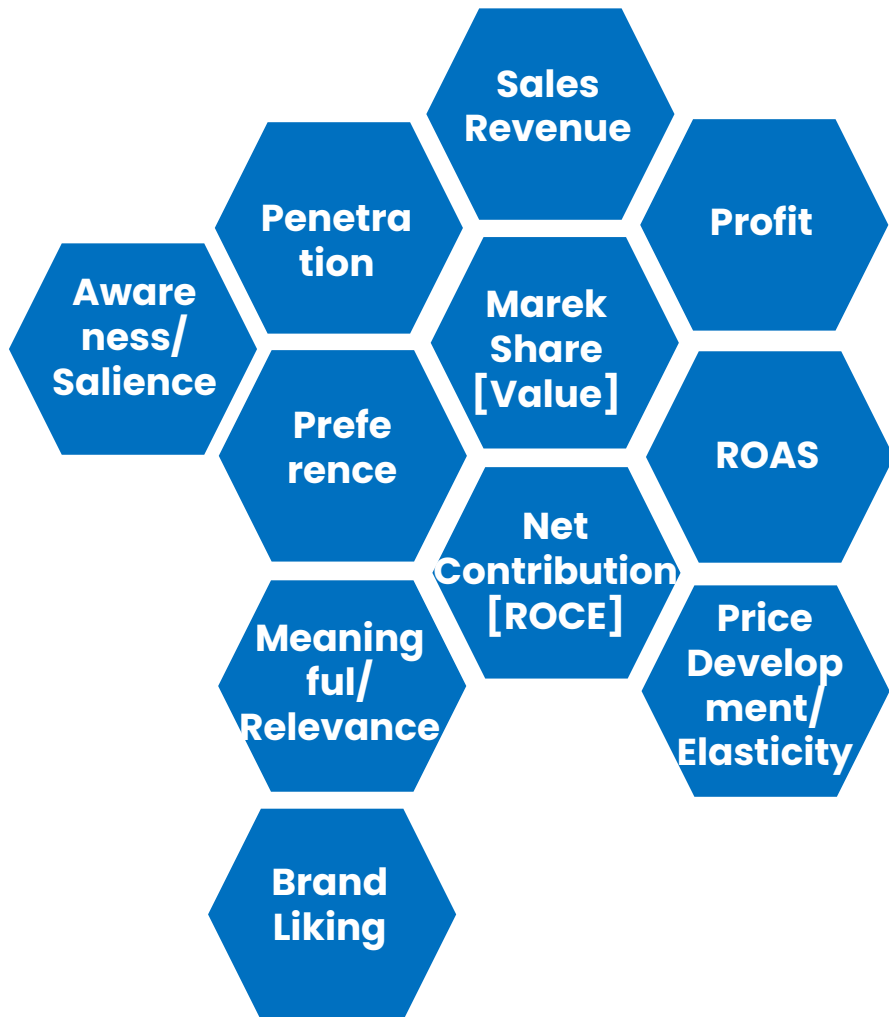 Sales
Revenue
Penetra
tion
Profit
Aware
ness/
Salience
Marek
Share
[Value]
Prefe
rence
ROAS
Net
Contribution
[ROCE]
Meaning
ful/
Relevance
Price
Develop
ment/
Elasticity
Brand
Liking